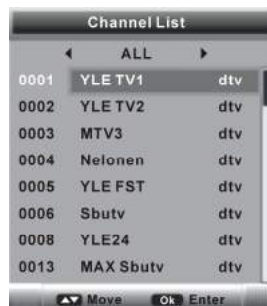 Channel List
ALL
0001 YLE TV1 dtv
0002 YLE TV2 dtv
0003 MTV3 dtv
0004 Nelonen dtv
0005 YLE FST dtv
0006 Sbutv dtv
0008 YLE24 dtv
0013 MAX Sbutv dtv
Move Ok Enter